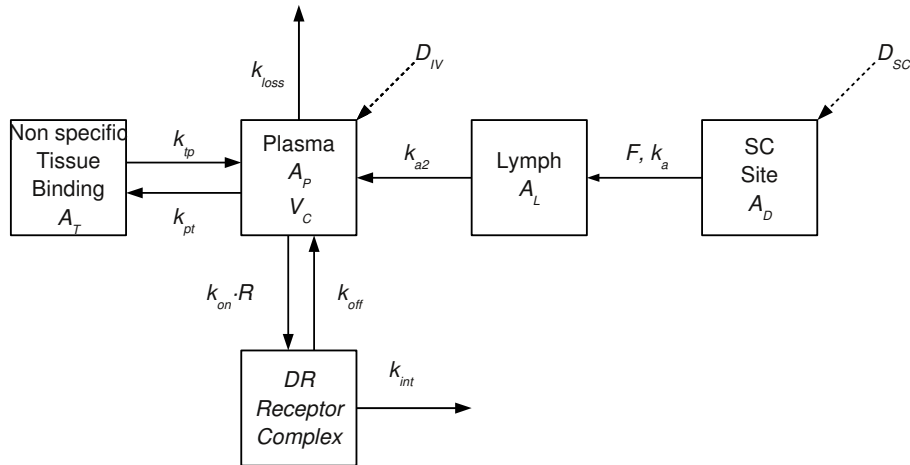 D_IV
D_SC
k_loss
Non specific
Tissue
Binding
A_T
k_tp
k_pt
Plasma
A_P
V_C
k_a2
Lymph
A_L
F, k_a
SC
Site
A_D
k_on·R
k_off
DR
Receptor
Complex
k_int